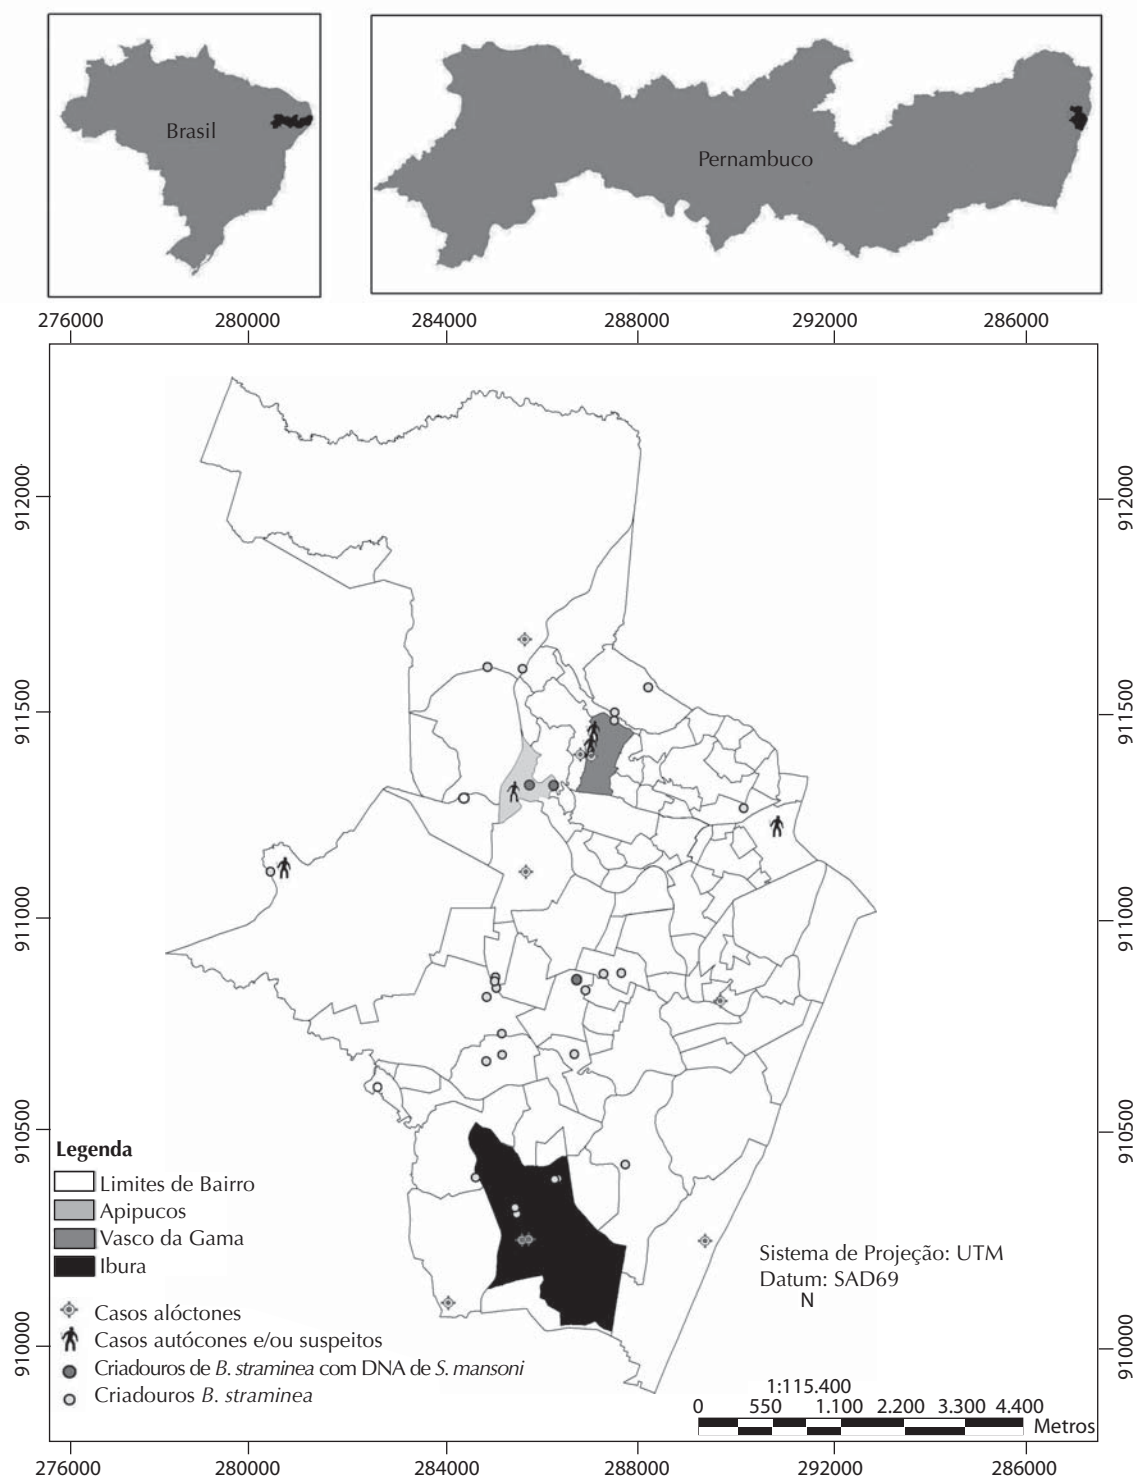 Brasil
Pernambuco
276000 280000 284000 288000 292000 286000
912000
911500
911000
910500
910000
912000
911500
911000
910500
910000
Legenda
Limites de Bairro
Apipucos
Vasco da Gama
Ibura
Casos alóctones
Casos autócones e/ou suspeitos
Criadouros de B. straminea com DNA de S. mansoni
Criadouros B. straminea
Sistema de Projeção: UTM
Datum: SAD69
N
1:115.400
0 550 1.100 2.200 3.300 4.400
Metros
276000 280000 284000 288000 292000 286000